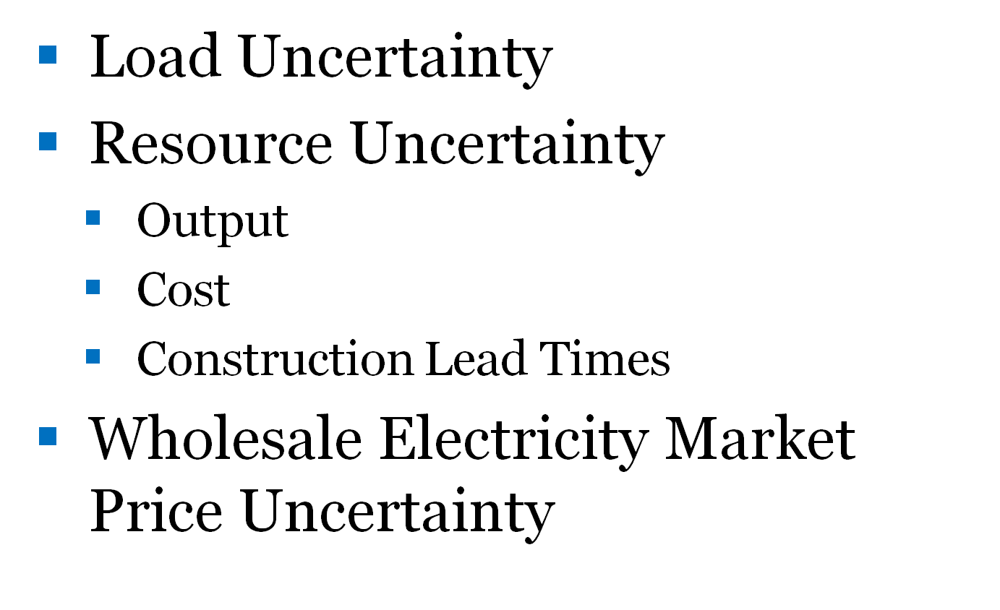 Load Uncertainty
Resource Uncertainty
Output
Cost
Construction Lead Times
Wholesale Electricity Market
Price Uncertainty